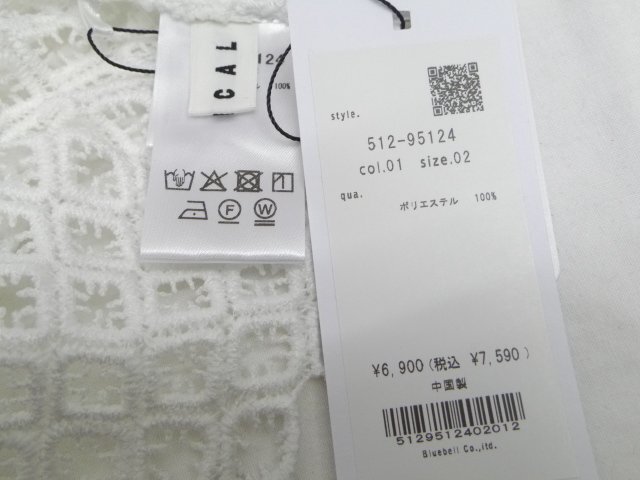 CAL
124
100%
F
W
style.
512-95124
col.01 size.02
qua.
ポリエステル 100%
¥6,900(税込 ¥7,590)
中国製
5129512402012
Bluebell Co.,ltd.